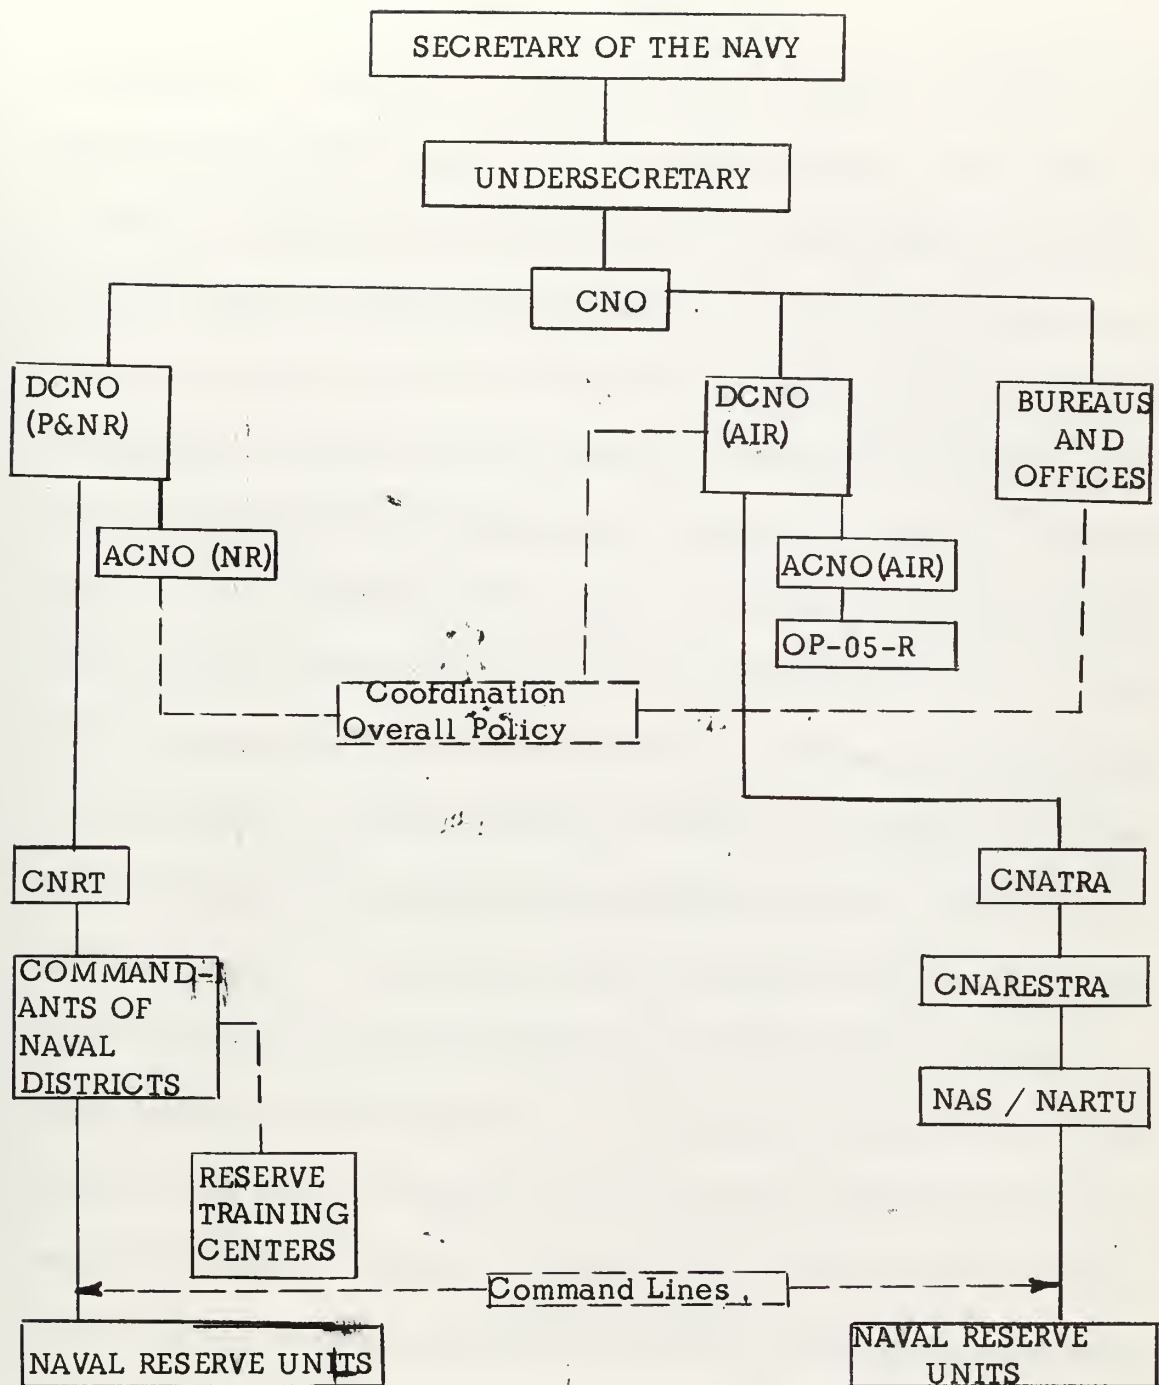 SECRETARY OF THE NAVY
UNDERSECRETARY
CNO
DCNO
(P&NR)
DCNO
(AIR)
BUREAUS
AND
OFFICES
ACNO (NR)
ACNO(AIR)
OP-05-R
Coordination
Overall Policy
CNRT
CNATRA
COMMAND-
ANTS OF
NAVAL
DISTRICTS
CNARESTRA
NAS / NARTU
RESERVE
TRAINING
CENTERS
Command Lines
NAVAL RESERVE UNITS
NAVAL RESERVE
UNITS